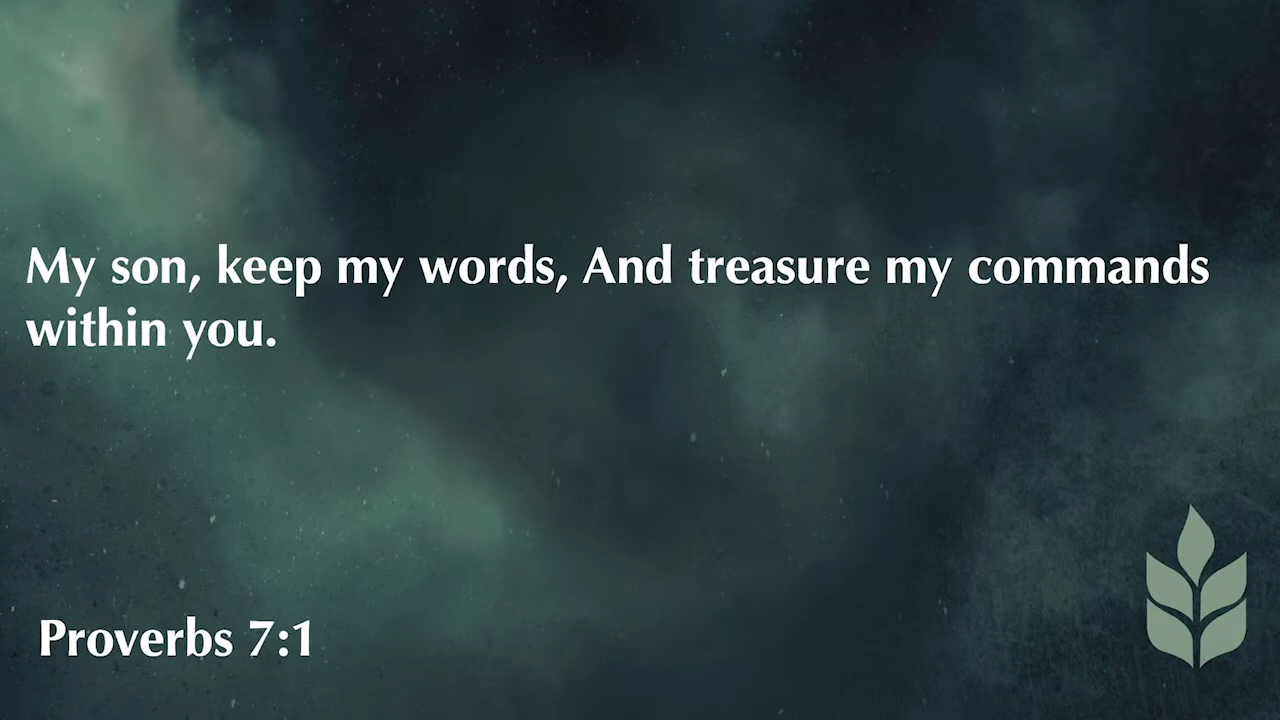 My son, keep my words, And treasure my commands
within you.
Proverbs 7:1